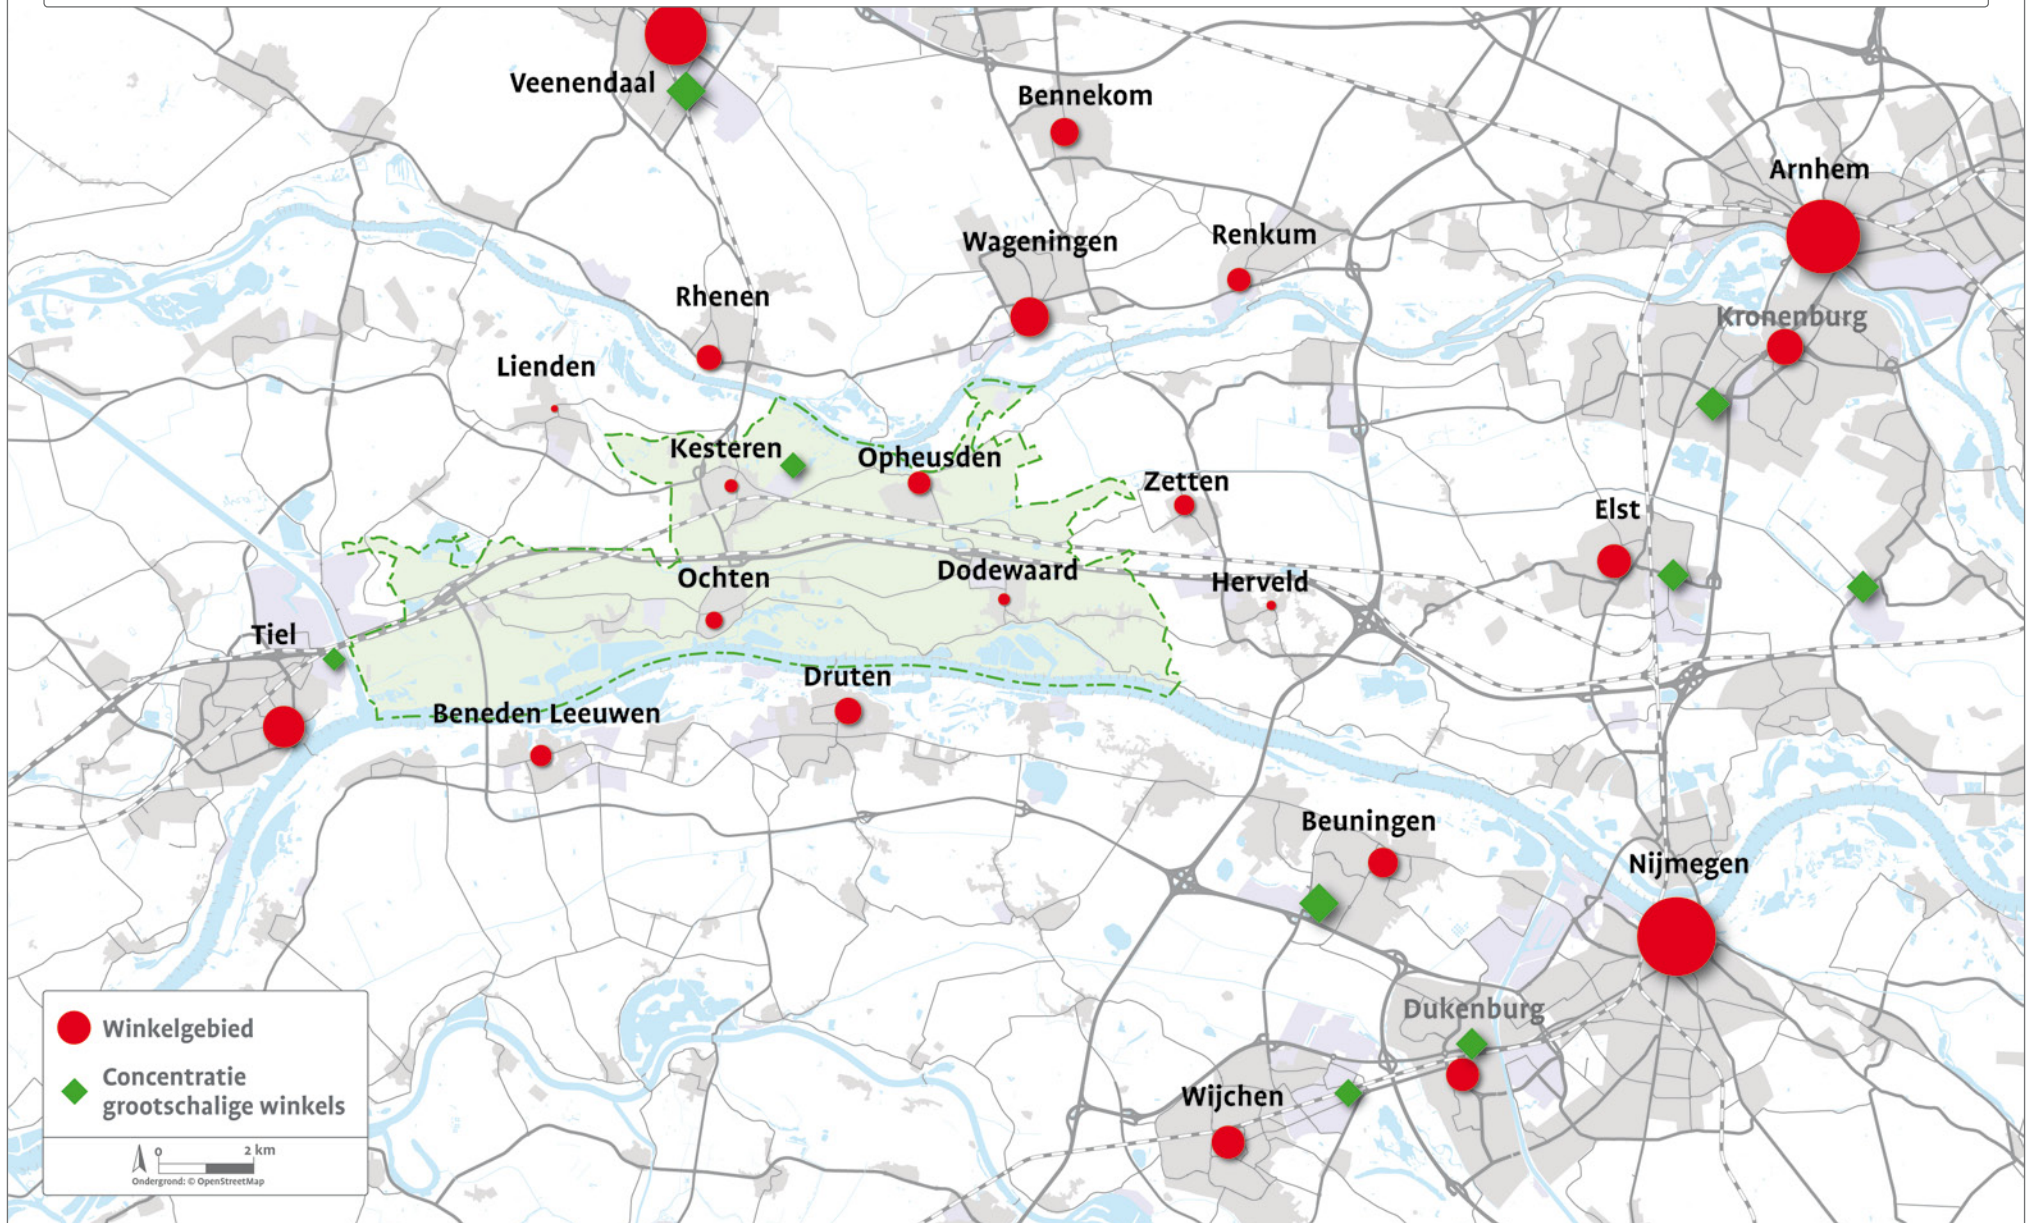 Veenendaal
Bennekom
Arnhem
Wageningen
Renkum
Rhenen
Kronenburg
Lienden
Kesteren
Opheusden
Zetten
Elst
Ochten
Dodewaard
Herveld
Tiel
Druten
Beneden Leeuwen
Beuningen
Nijmegen
Dukenburg
Wijchen
Winkelgebied
Concentratie
grootschalige winkels
0 2 km
Ondergrond: © OpenStreetMap